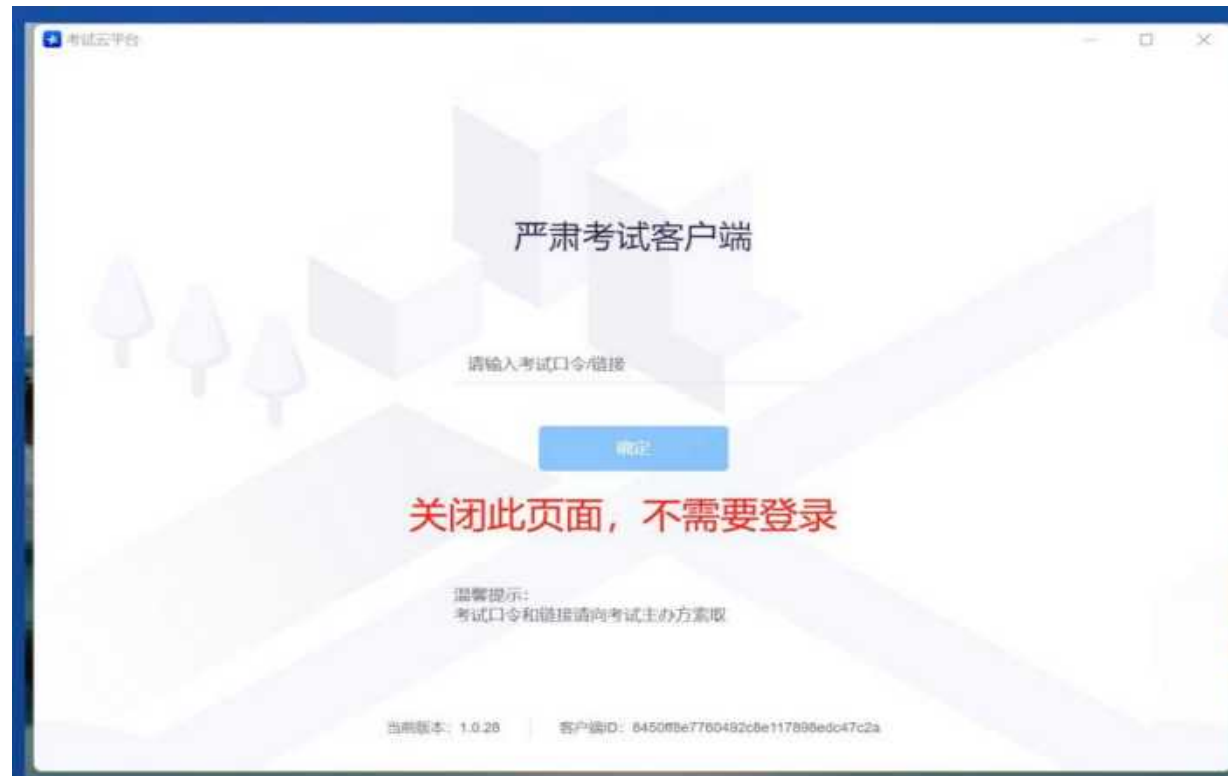 考试云平台
严肃考试客户端
请输入考试口令/链接
确定
关闭此页面，不需要登录
温馨提示：
考试口令和链接请向考试主办方索取
当前版本：1.0.28
客户端ID：